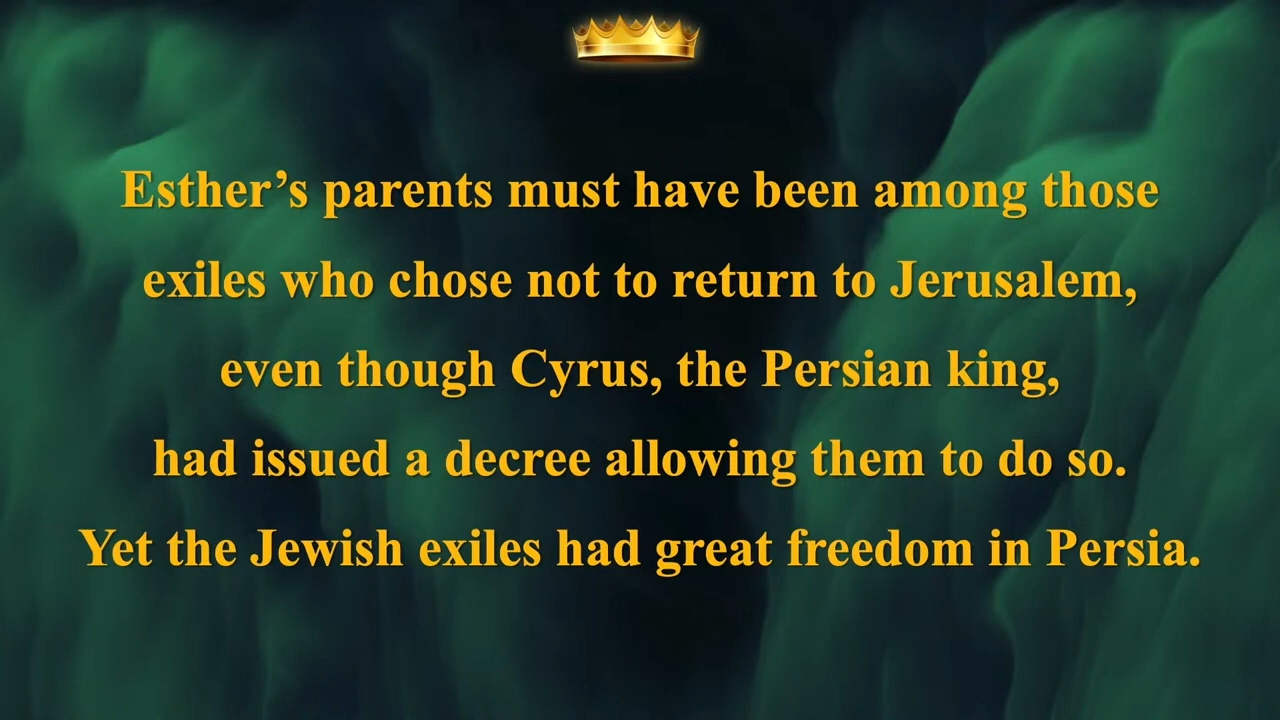 Esther’s parents must have been among those
exiles who chose not to return to Jerusalem,
even though Cyrus, the Persian king,
had issued a decree allowing them to do so.
Yet the Jewish exiles had great freedom in Persia.